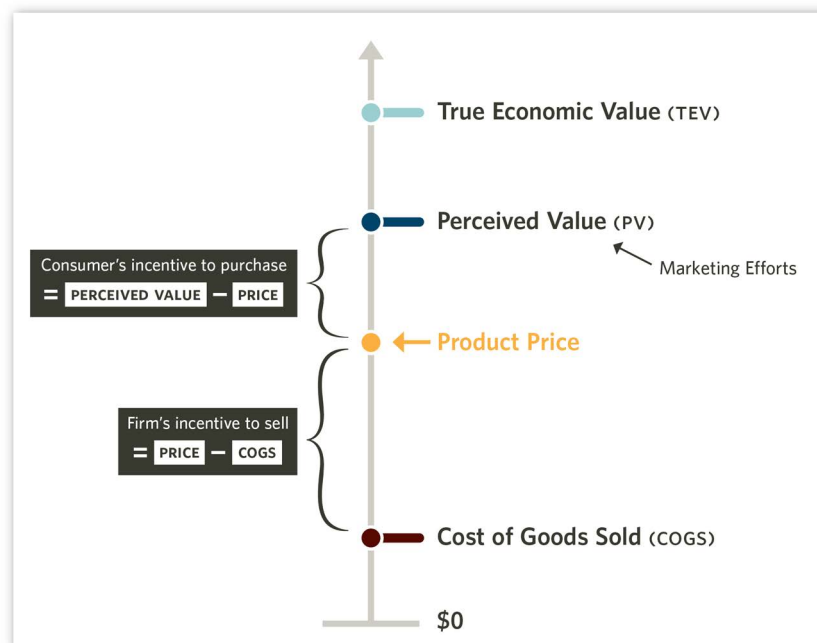 True Economic Value (TEV)
Perceived Value (PV)
Marketing Efforts
Consumer's incentive to purchase
= PERCEIVED VALUE − PRICE
Product Price
Firm's incentive to sell
= PRICE − COGS
Cost of Goods Sold (COGS)
$0